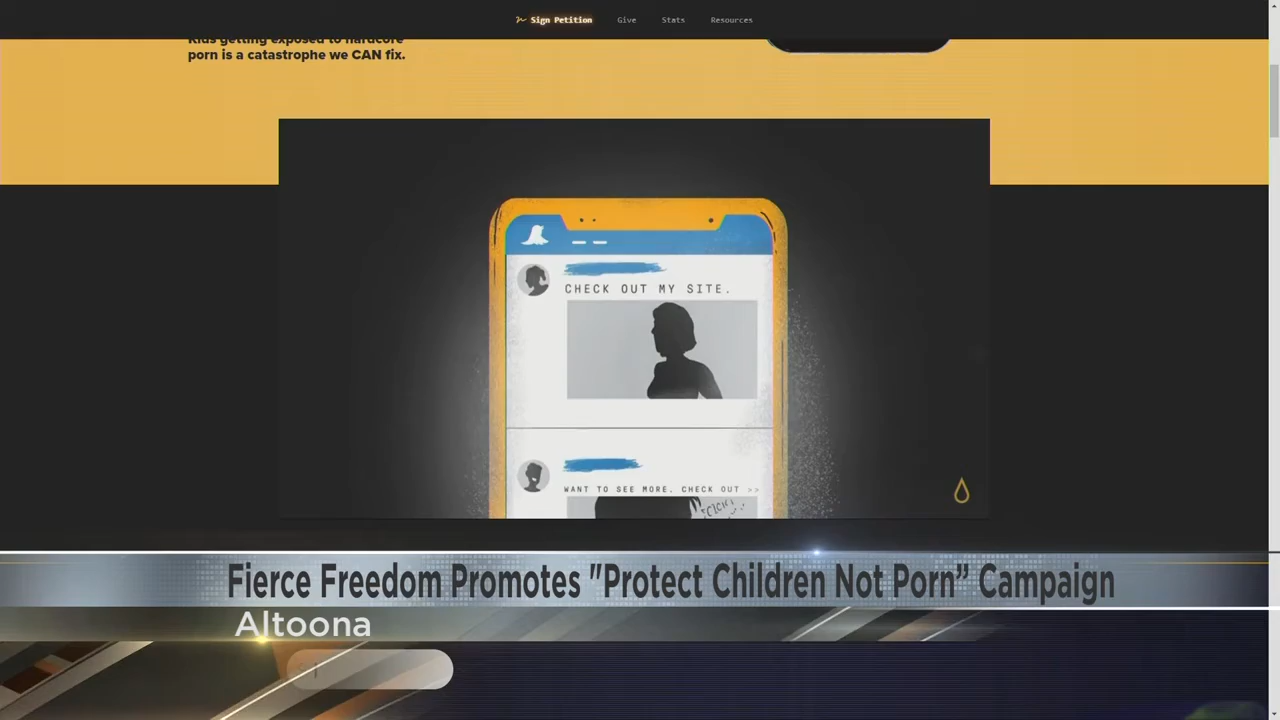 Sign Petition Give Stats Resources
Kids getting exposed to hardcore
porn is a catastrophe we CAN fix.
CHECK OUT MY SITE.
WANT TO SEE MORE. CHECK OUT >>
Fierce Freedom Promotes "Protect Children Not Porn” Campaign
Altoona